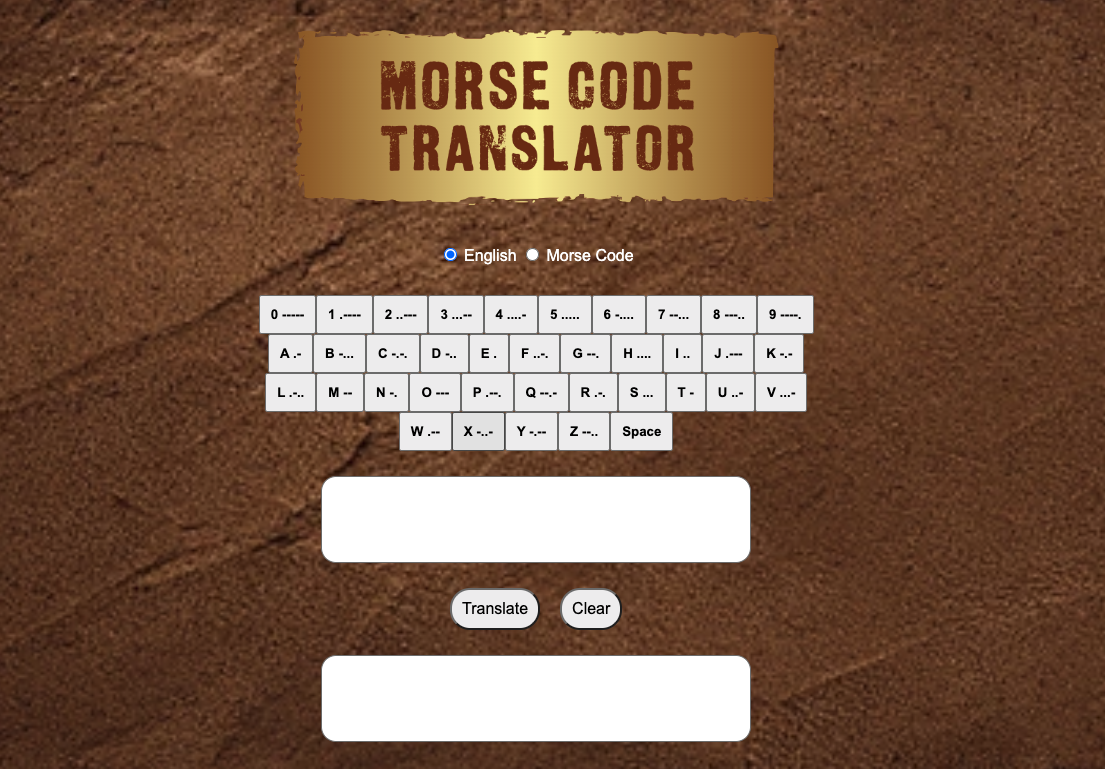 MORSE CODE
TRANSLATOR
English Morse Code
0 ----- 1 .---- 2 ..--- 3 ...-- 4 ....- 5 ..... 6 -.... 7 --... 8 ---.. 9 ----.
A .- B -... C -.-. D -.. E . F ..-. G --. H .... I .. J .--- K -.-
L .-.. M -- N -. O --- P .--. Q --.- R .-. S ... T - U ..- V ...-
W .-- X -..- Y -.-- Z --.. Space
Translate Clear